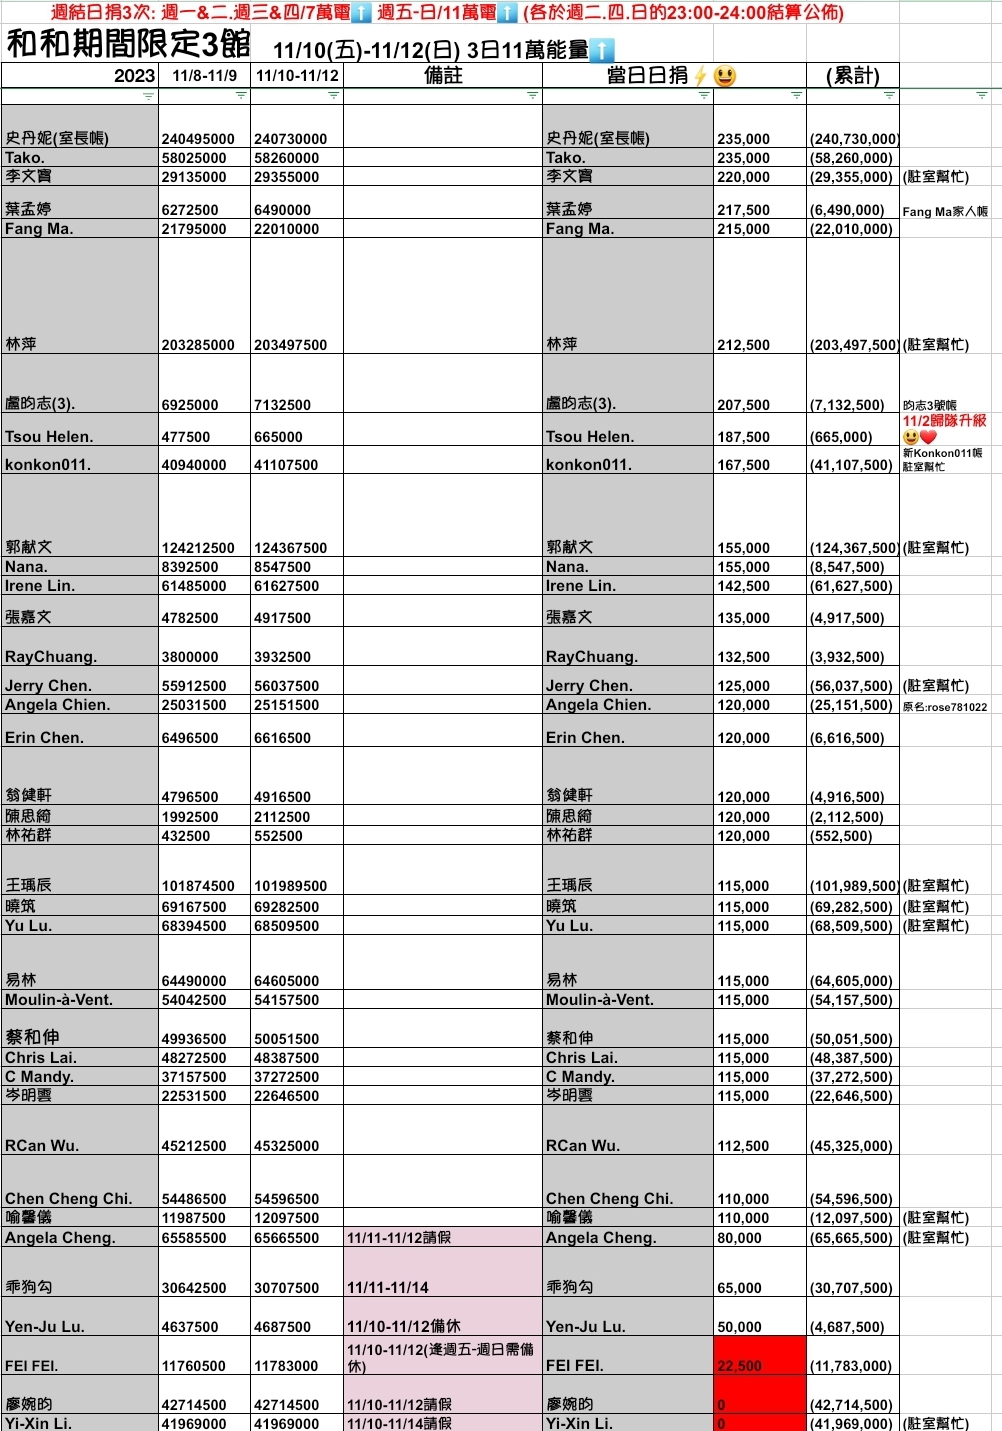 週結日捐3次: 週一&二.週三&四/7萬電⬆️ 週五-日/11萬電⬆️ (各於週二.四.日的23:00-24:00結算公佈)
和和期間限定3館 11/10(五)-11/12(日) 3日11萬能量⬆️
2023 11/8-11/9 11/10-11/12 備註 當日日捐⚡😃 (累計)
史丹妮(室長帳) 240495000 240730000 史丹妮(室長帳) 235,000 (240,730,000)
Tako. 58025000 58260000 Tako. 235,000 (58,260,000)
李文寶 29135000 29355000 李文寶 220,000 (29,355,000) (駐室幫忙)
葉孟婷 6272500 6490000 葉孟婷 217,500 (6,490,000) Fang Ma家人帳
Fang Ma. 21795000 22010000 Fang Ma. 215,000 (22,010,000)
林萍 203285000 203497500 林萍 212,500 (203,497,500) (駐室幫忙)
盧昀志(3). 6925000 7132500 盧昀志(3). 207,500 (7,132,500) 昀志3號帳
Tsou Helen. 477500 665000 Tsou Helen. 187,500 (665,000) 11/2歸隊升級😃❤️
konkon011. 40940000 41107500 konkon011. 167,500 (41,107,500) 新Konkon011帳
駐室幫忙
郭献文 124212500 124367500 郭献文 155,000 (124,367,500) (駐室幫忙)
Nana. 8392500 8547500 Nana. 155,000 (8,547,500)
Irene Lin. 61485000 61627500 Irene Lin. 142,500 (61,627,500)
張嘉文 4782500 4917500 張嘉文 135,000 (4,917,500)
RayChuang. 3800000 3932500 RayChuang. 132,500 (3,932,500)
Jerry Chen. 55912500 56037500 Jerry Chen. 125,000 (56,037,500) (駐室幫忙)
Angela Chien. 25031500 25151500 Angela Chien. 120,000 (25,151,500) 原名:rose781022
Erin Chen. 6496500 6616500 Erin Chen. 120,000 (6,616,500)
翁健軒 4796500 4916500 翁健軒 120,000 (4,916,500)
陳思綺 1992500 2112500 陳思綺 120,000 (2,112,500)
林祐群 432500 552500 林祐群 120,000 (552,500)
王瑀辰 101874500 101989500 王瑀辰 115,000 (101,989,500) (駐室幫忙)
曉筑 69167500 69282500 曉筑 115,000 (69,282,500) (駐室幫忙)
Yu Lu. 68394500 68509500 Yu Lu. 115,000 (68,509,500) (駐室幫忙)
易林 64490000 64605000 易林 115,000 (64,605,000)
Moulin-à-Vent. 54042500 54157500 Moulin-à-Vent. 115,000 (54,157,500)
蔡和伸 49936500 50051500 蔡和伸 115,000 (50,051,500)
Chris Lai. 48272500 48387500 Chris Lai. 115,000 (48,387,500)
C Mandy. 37157500 37272500 C Mandy. 115,000 (37,272,500)
岑明雲 22531500 22646500 岑明雲 115,000 (22,646,500)
RCan Wu. 45212500 45325000 RCan Wu. 112,500 (45,325,000)
Chen Cheng Chi. 54486500 54596500 Chen Cheng Chi. 110,000 (54,596,500)
喻馨儀 11987500 12097500 喻馨儀 110,000 (12,097,500) (駐室幫忙)
Angela Cheng. 65585500 65665500 11/11-11/12請假 Angela Cheng. 80,000 (65,665,500) (駐室幫忙)
乖狗勾 30642500 30707500 11/11-11/14 乖狗勾 65,000 (30,707,500)
Yen-Ju Lu. 4637500 4687500 11/10-11/12備休 Yen-Ju Lu. 50,000 (4,687,500)
FEI FEI. 11760500 11783000 11/10-11/12(逢週五-週日需備休) FEI FEI. 22,500 (11,783,000)
廖婉昀 42714500 42714500 11/10-11/12請假 廖婉昀 0 (42,714,500)
Yi-Xin Li. 41969000 41969000 11/10-11/14請假 Yi-Xin Li. 0 (41,969,000) (駐室幫忙)